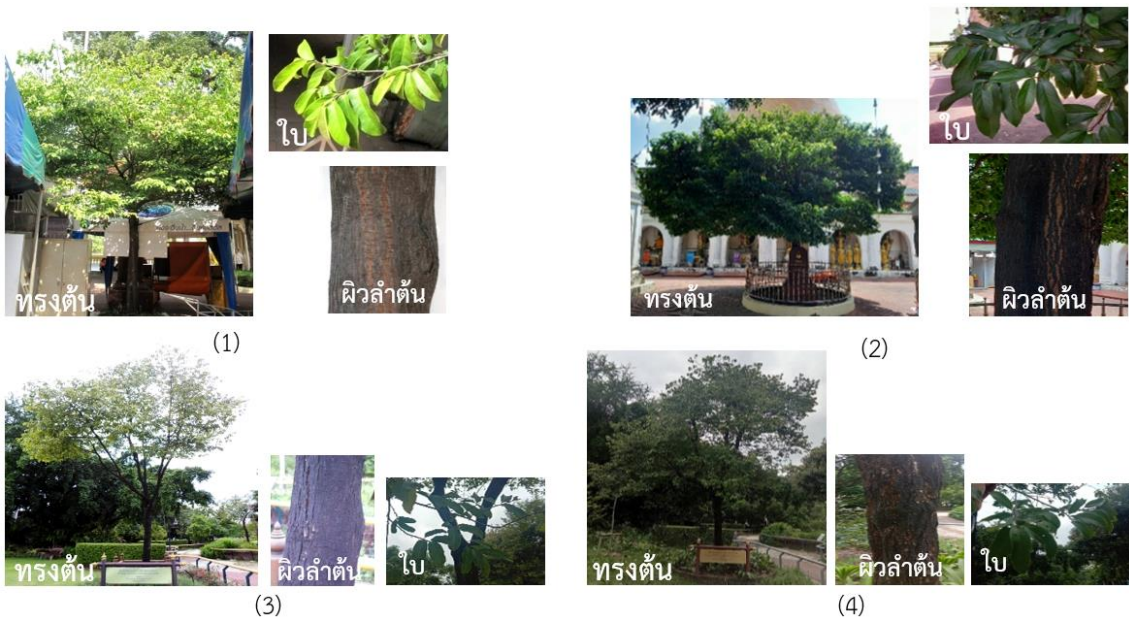 ใบ
ทรงต้น
ผิวลำต้น
(1)
ใบ
ทรงต้น
ผิวลำต้น
(2)
ทรงต้น
ผิวลำต้น
ใบ
(3)
ทรงต้น
ผิวลำต้น
ใบ
(4)